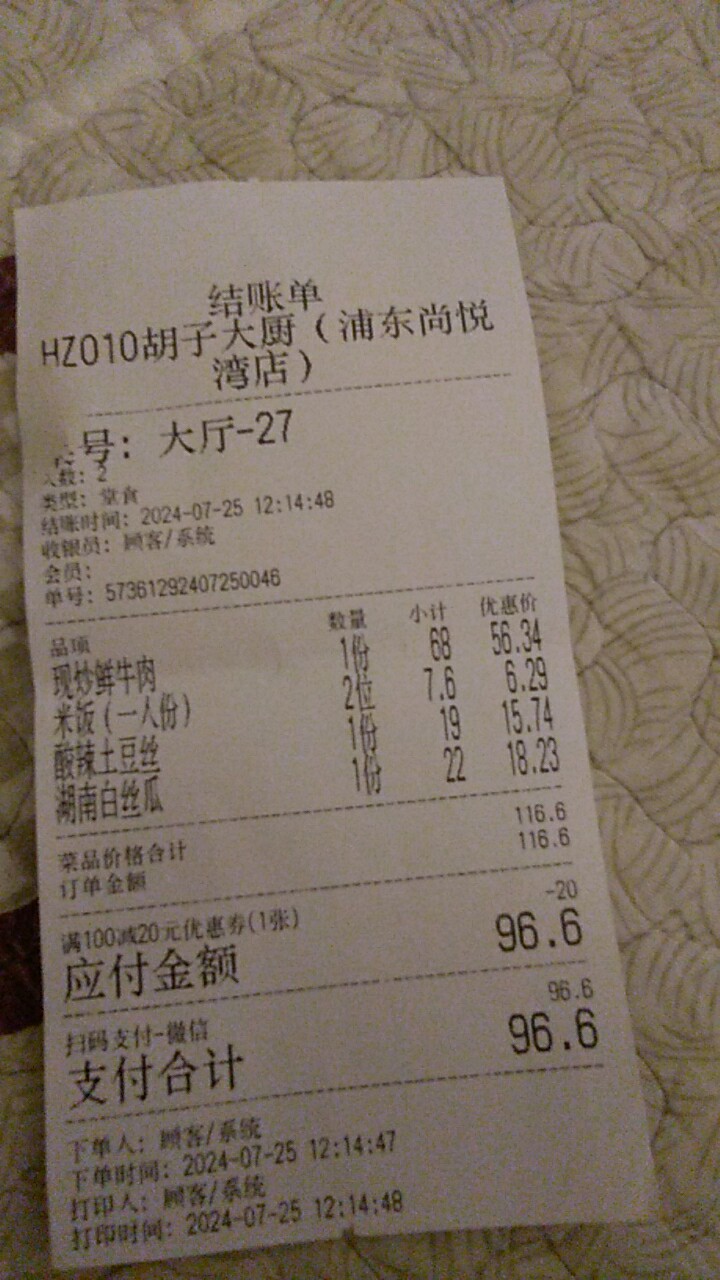 结账单
HZ010胡子大厨（浦东尚悦
湾店）
号：大厅-27
人数：2
类型：堂食
结账时间：2024-07-25 12:14:48
收银员：顾客/系统
会员：
单号：57361292407250046
品项 数量 小计 优惠价
现炒鲜牛肉 1份 68 56.34
米饭（一人份） 2位 7.6 6.29
酸辣土豆丝 1份 19 15.74
湖南白丝瓜 1份 22 18.23
菜品价格合计 116.6
订单金额 116.6
满100减20元优惠券(1张) -20
应付金额 96.6
扫码支付-微信 96.6
支付合计 96.6
下单人：顾客/系统
下单时间：2024-07-25 12:14:47
打印人：顾客/系统
打印时间：2024-07-25 12:14:48